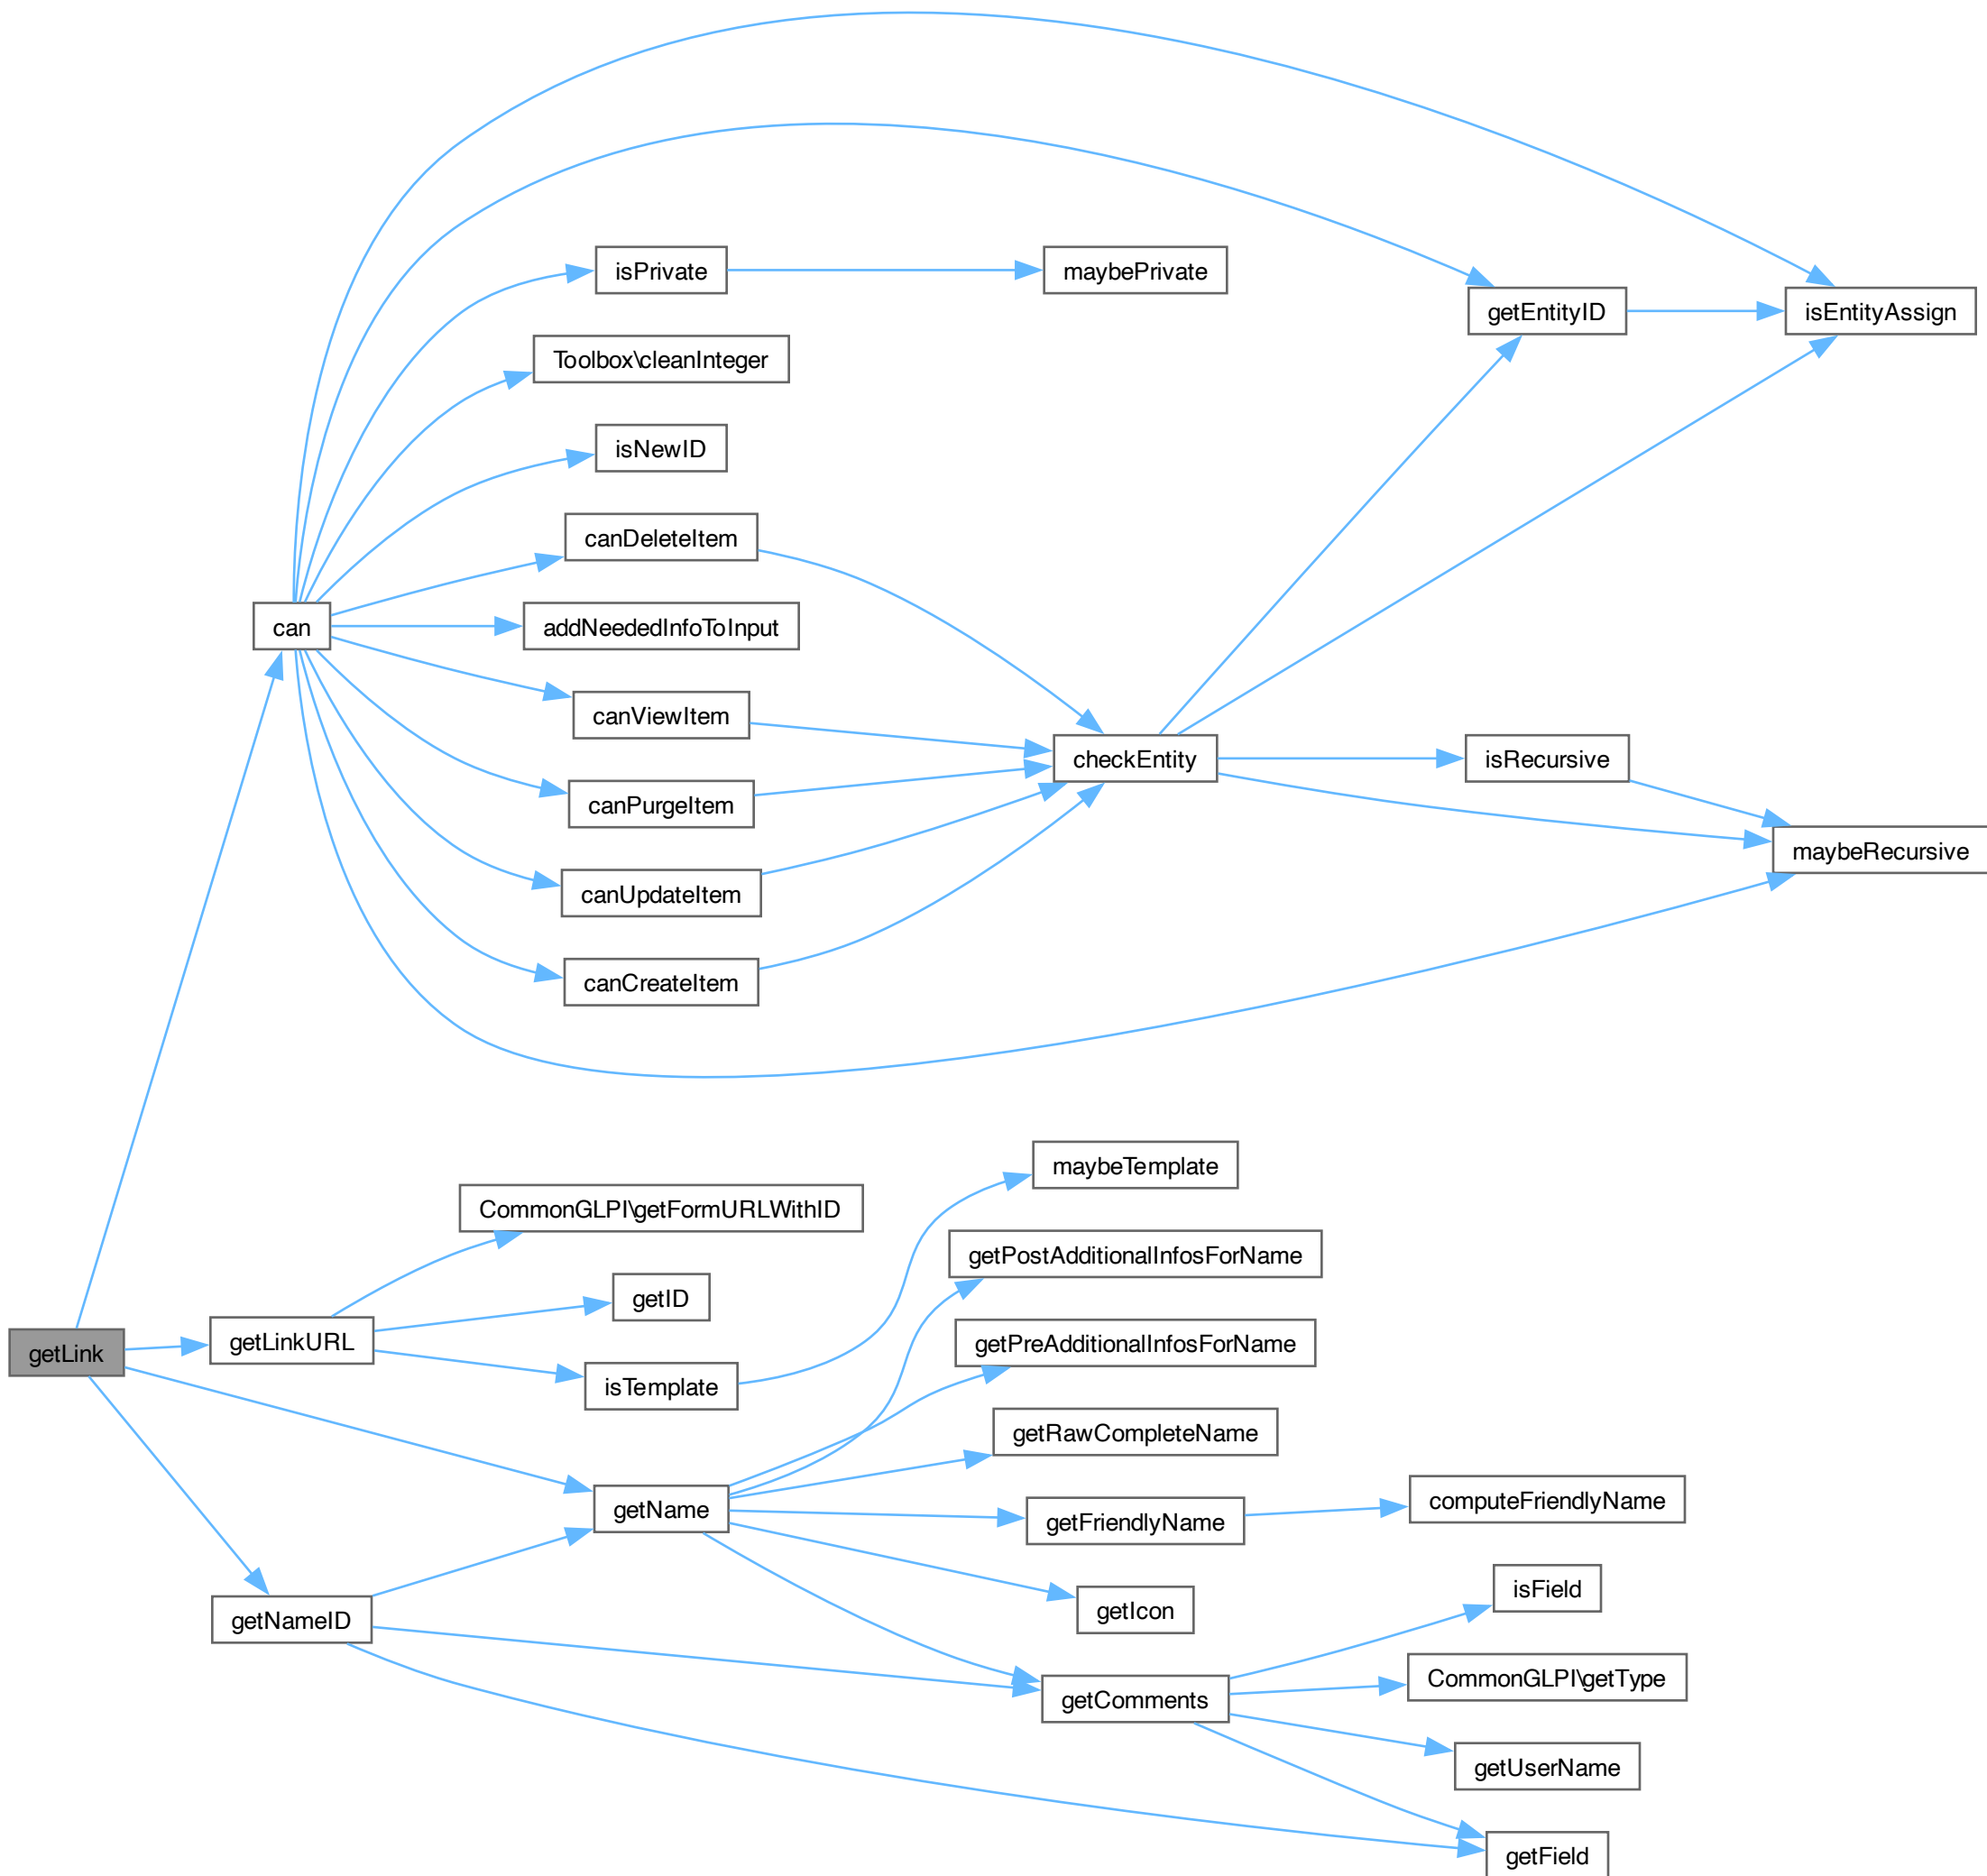 isPrivate
maybePrivate
getEntityID
isEntityAssign
Toolbox\cleanInteger
isNewID
canDeleteItem
can
addNeededInfoToInput
canViewItem
checkEntity
isRecursive
canPurgeItem
maybeRecursive
canUpdateItem
canCreateItem
maybeTemplate
CommonGLPI\getFormURLWithID
getPostAdditionalInfosForName
getID
getLinkURL
getPreAdditionalInfosForName
getLink
isTemplate
getRawCompleteName
getName
computeFriendlyName
getFriendlyName
isField
getIcon
getNameID
CommonGLPI\getType
getComments
getUserName
getField